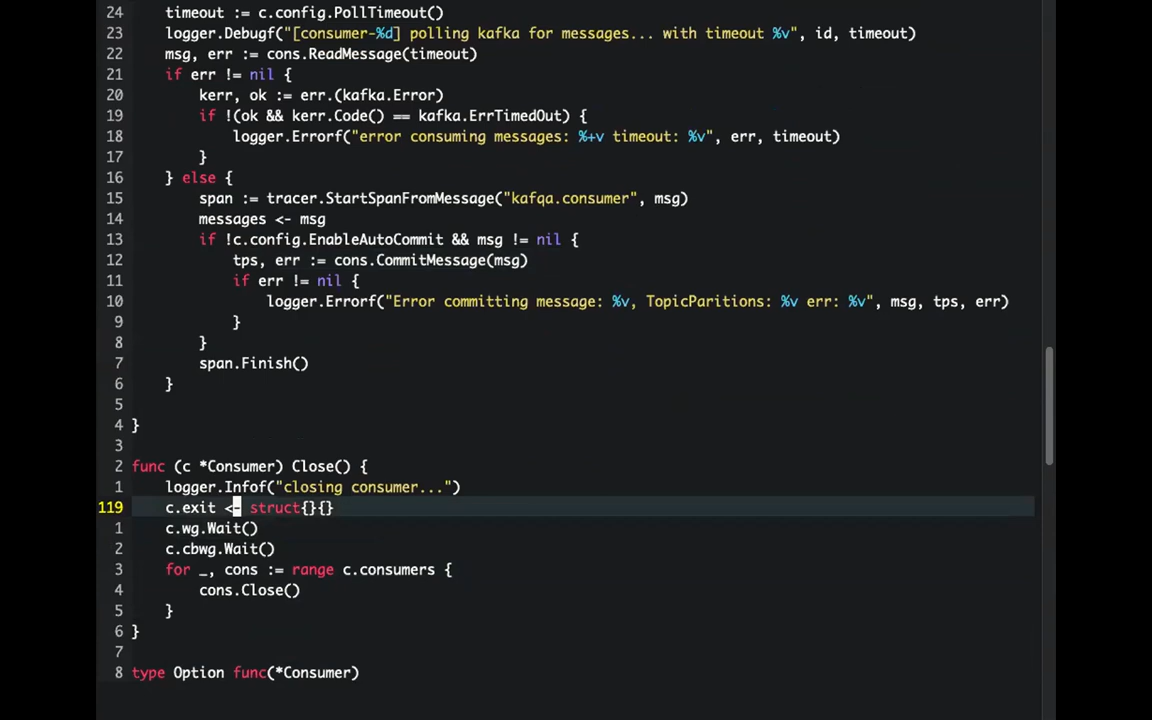 24 timeout := c.config.PollTimeout()
23 logger.Debugf("[consumer-%d] polling kafka for messages... with timeout %v", id, timeout)
22 msg, err := cons.ReadMessage(timeout)
21 if err != nil {
20 kerr, ok := err.(kafka.Error)
19 if !(ok && kerr.Code() == kafka.ErrTimedOut) {
18 logger.Errorf("error consuming messages: %+v timeout: %v", err, timeout)
17 }
16 } else {
15 span := tracer.StartSpanFromMessage("kafqa.consumer", msg)
14 messages <- msg
13 if !c.config.EnableAutoCommit && msg != nil {
12 tps, err := cons.CommitMessage(msg)
11 if err != nil {
10 logger.Errorf("Error committing message: %v, TopicParitions: %v err: %v", msg, tps, err)
9 }
8 }
7 span.Finish()
6 }
5
4 }
3
2 func (c *Consumer) Close() {
1 logger.Infof("closing consumer...")
119 c.exit <- struct{}{}
1 c.wg.Wait()
2 c.cbwg.Wait()
3 for _, cons := range c.consumers {
4 cons.Close()
5 }
6 }
7
8 type Option func(*Consumer)